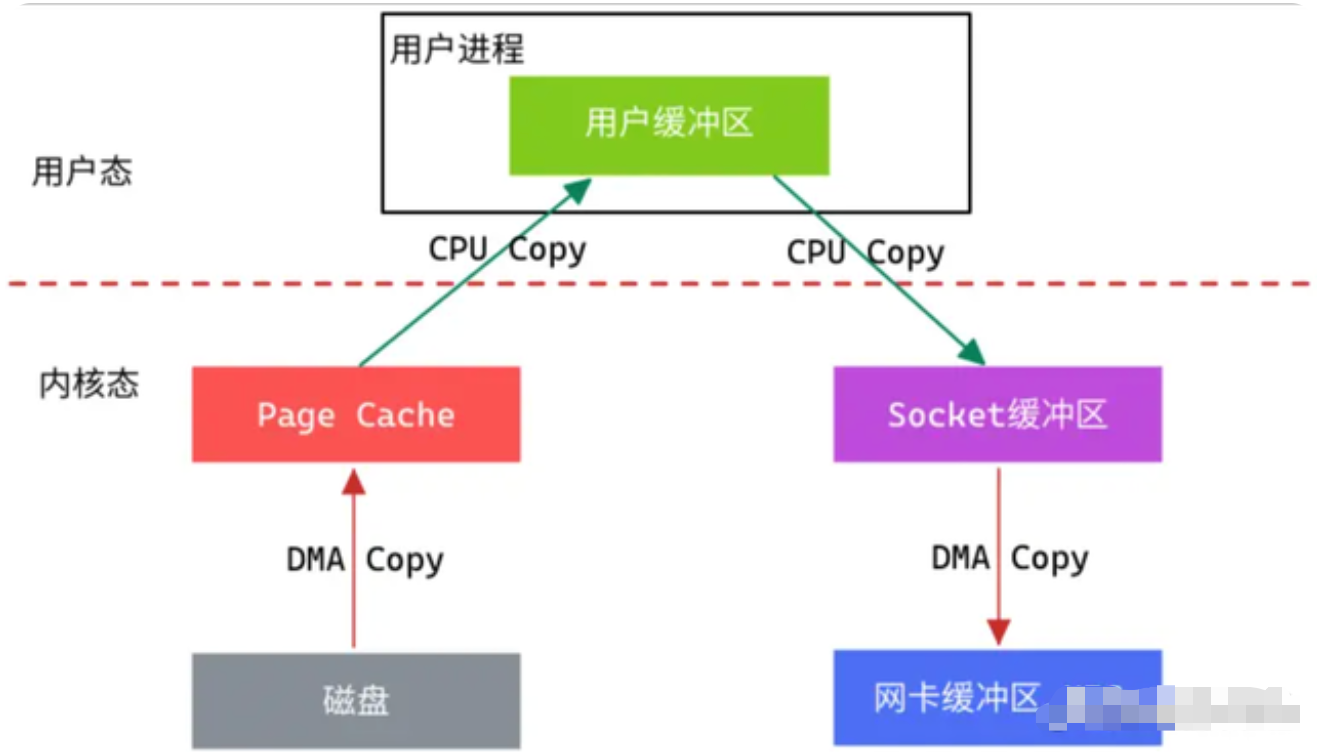 用户进程
用户缓冲区
用户态
CPU Copy
CPU Copy
内核态
Page Cache
Socket缓冲区
DMA Copy
DMA Copy
磁盘
网卡缓冲区